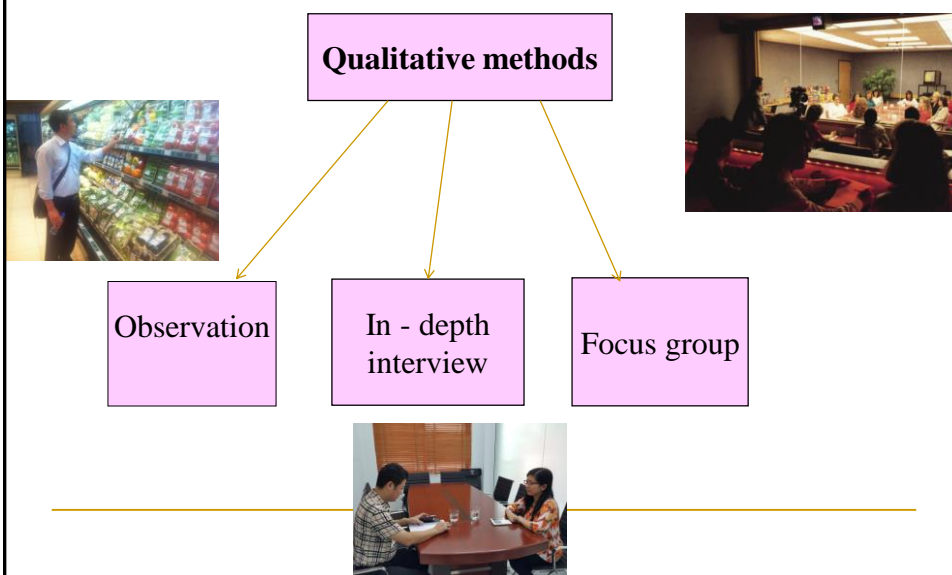 Qualitative methods
Observation
In - depth
interview
Focus group